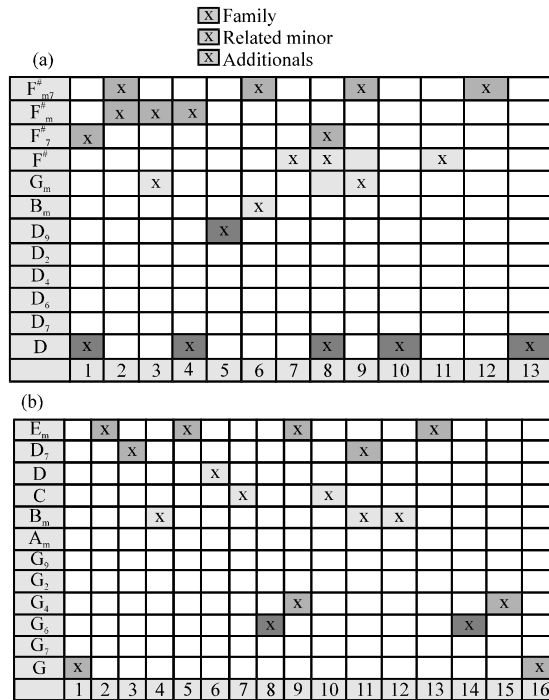 x Family
x Related minor
x Additionals
(a)
F#m7 x x x x
F#m x x x
F#7 x x
F# x x x
Gm x x
Bm x
D9 x
D2
D4
D6
D7
D x x x x x
1 2 3 4 5 6 7 8 9 10 11 12 13
(b)
Em x x x x
D7 x x
D x
C x x
Bm x x x
Am
G9
G2
G4 x x
G6 x x
G7
G x x
1 2 3 4 5 6 7 8 9 10 11 12 13 14 15 16